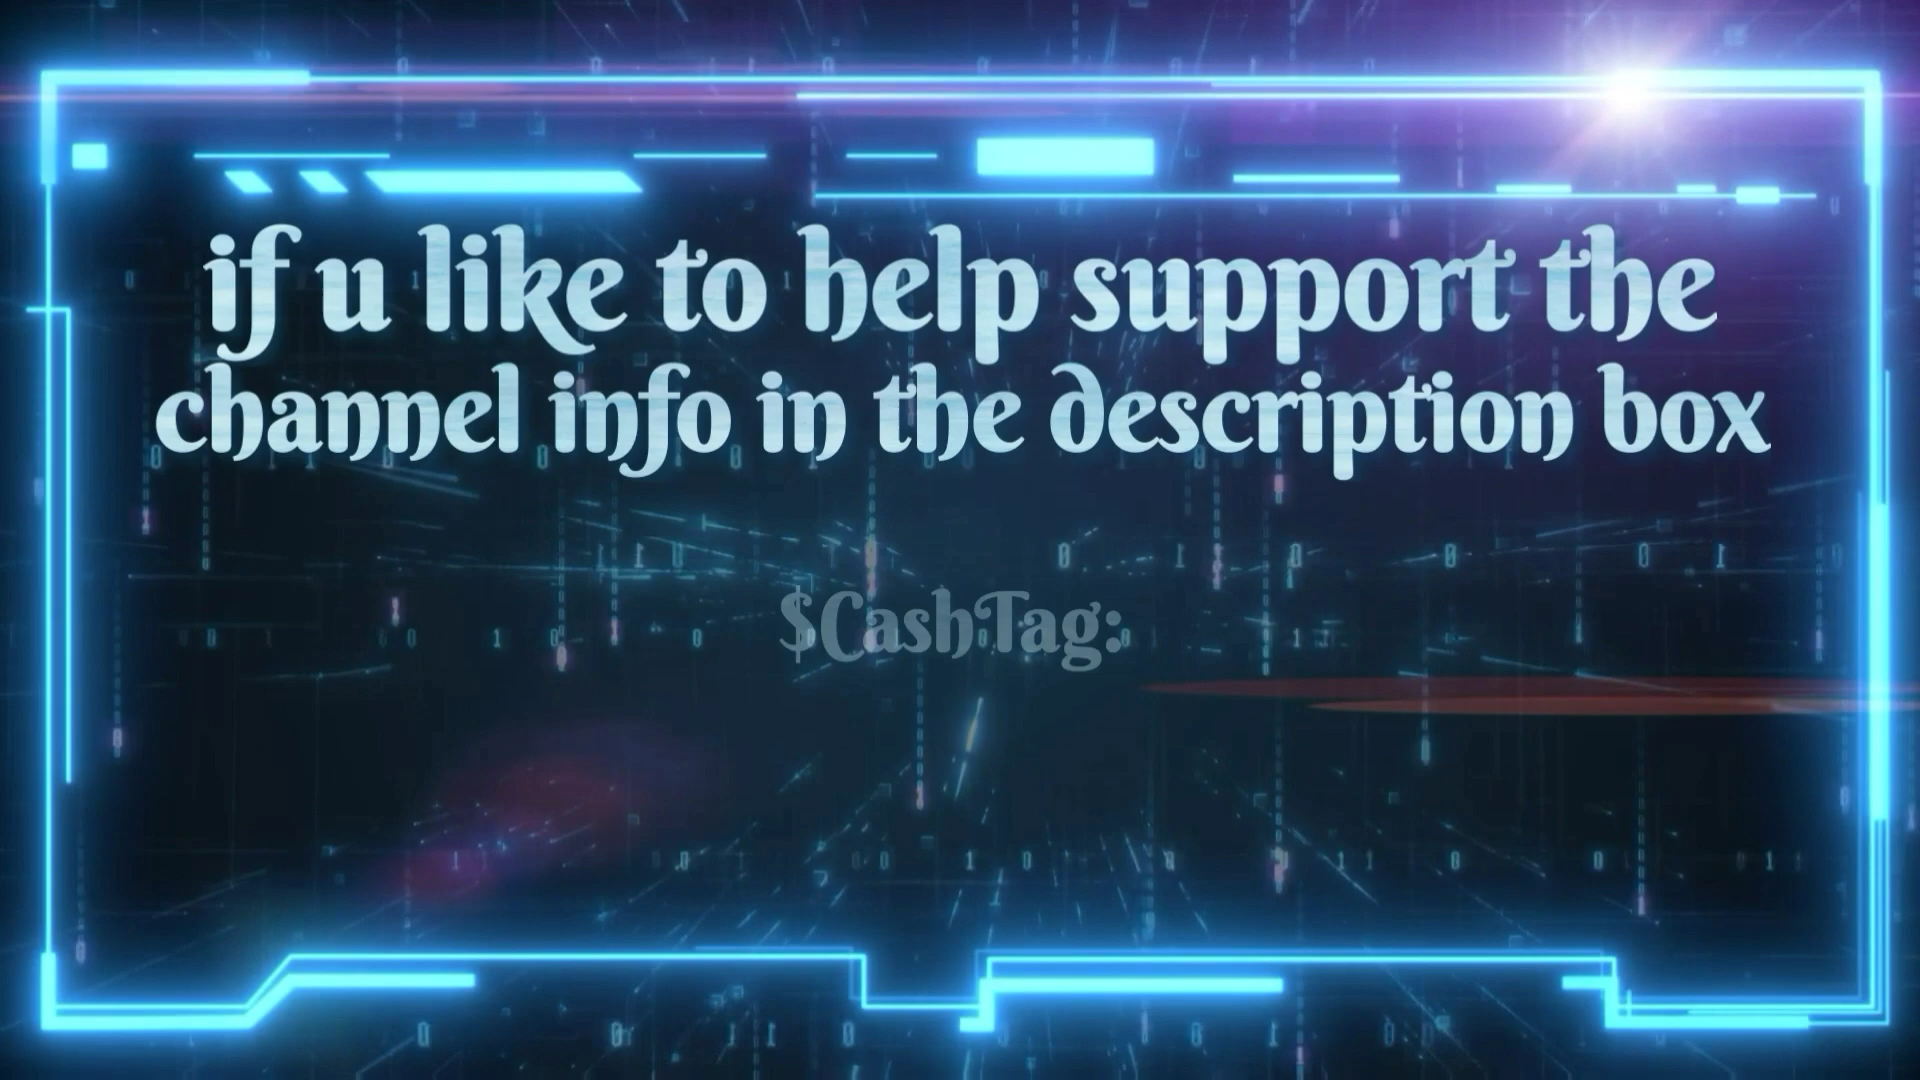 if u like to help support the
channel info in the description box
$CashTag: